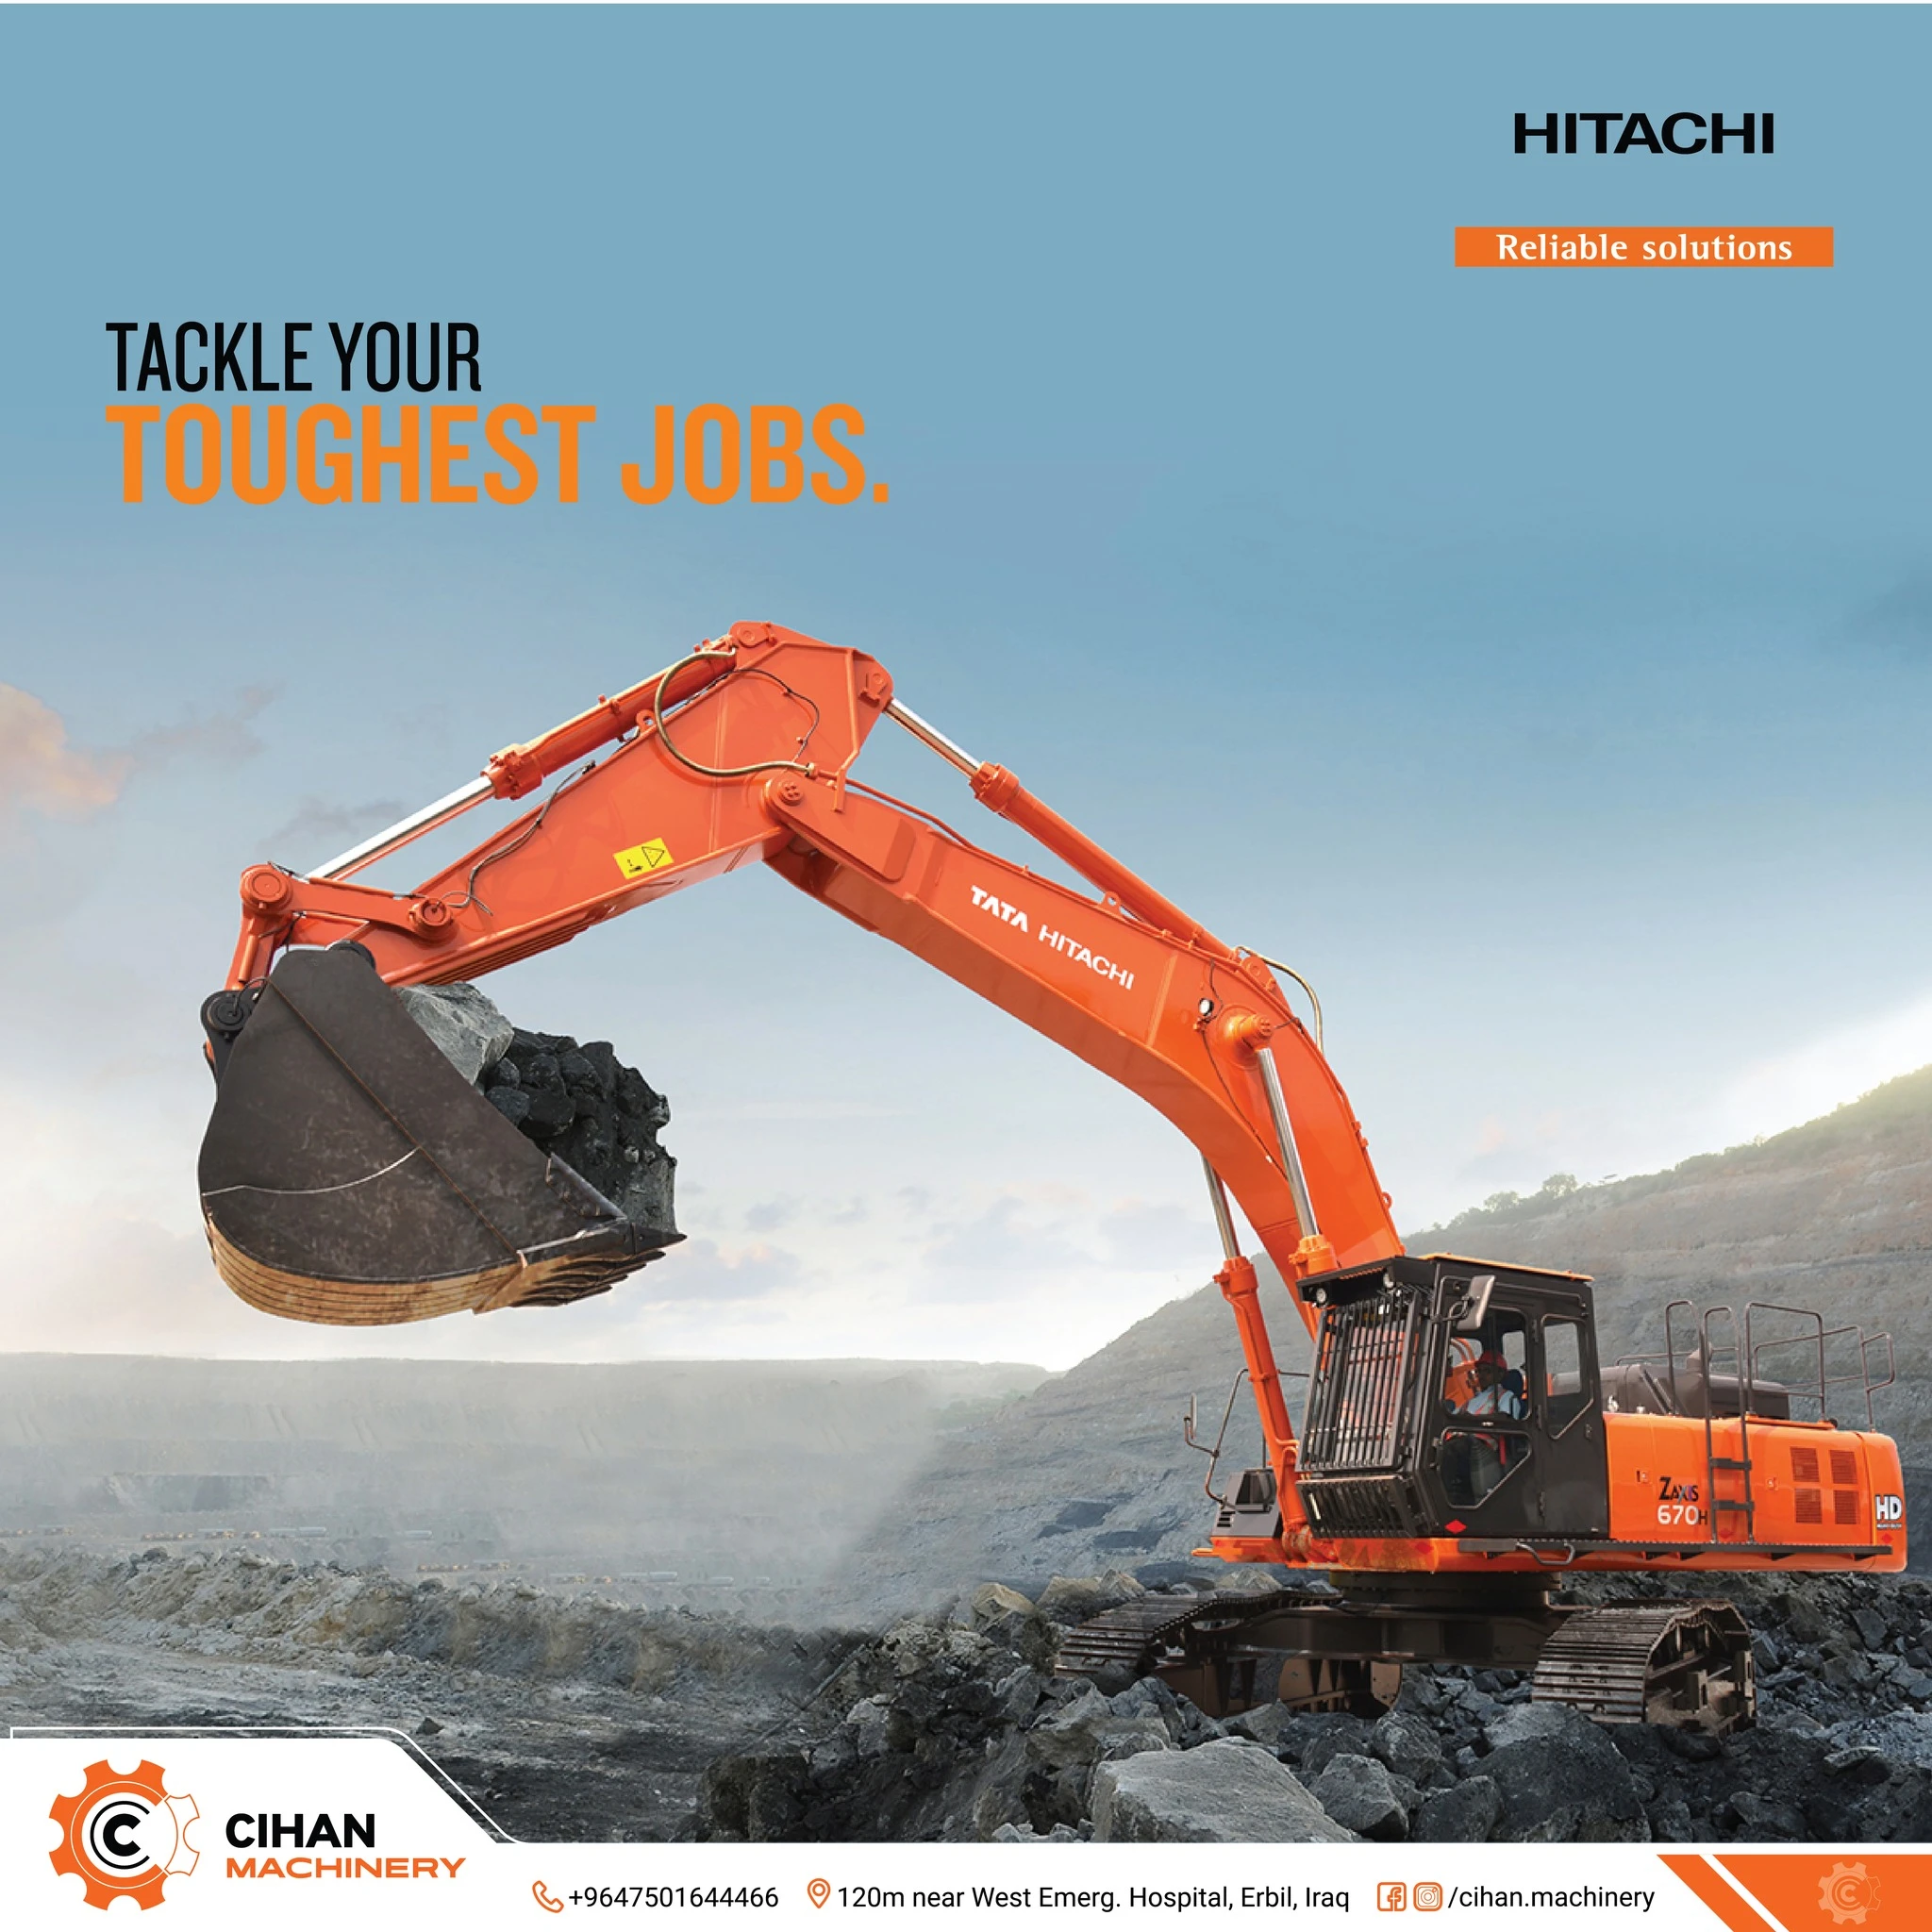 HITACHI
Reliable solutions
TACKLE YOUR
TOUGHEST JOBS.
TATA HITACHI
ZAXIS
670H
HD
C
CIHAN
MACHINERY
+9647501644466
120m near West Emerg. Hospital, Erbil, Iraq
/cihan.machinery